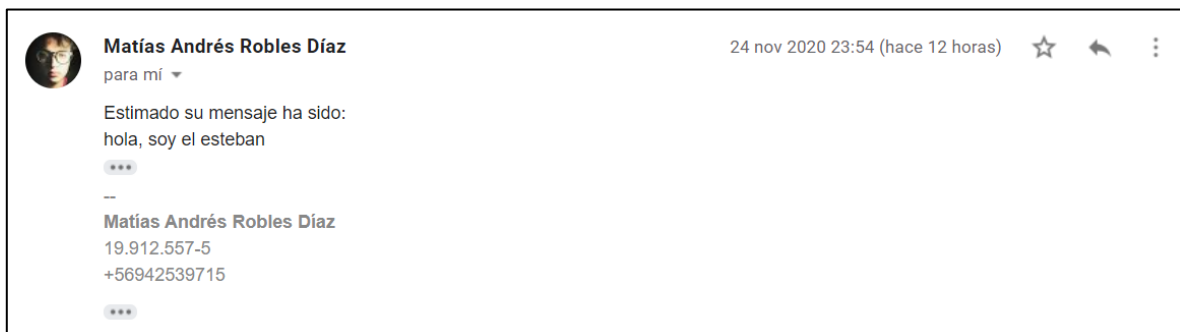 Matías Andrés Robles Díaz
24 nov 2020 23:54 (hace 12 horas)
para mí
Estimado su mensaje ha sido:
hola, soy el esteban
--
Matías Andrés Robles Díaz
19.912.557-5
+56942539715